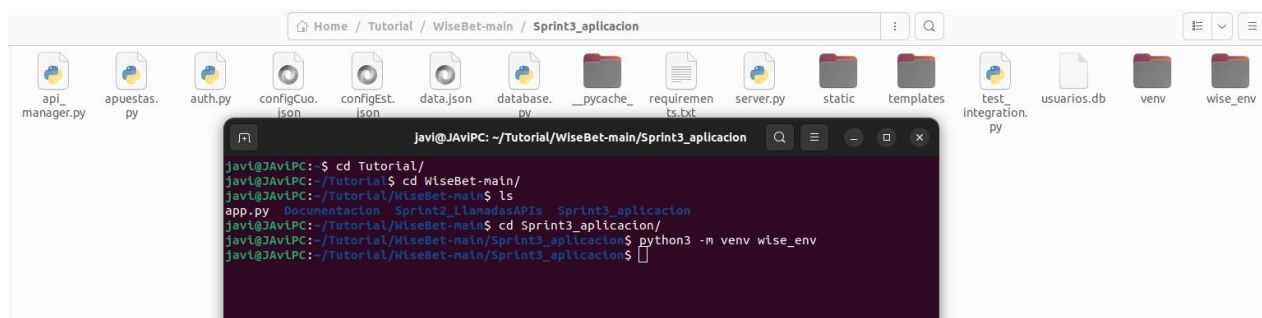 Home / Tutorial / WiseBet-main / Sprint3_aplicacion
api_
manager.py
apuestas.
py
auth.py
configCuo.
json
configEst.
json
data.json
database.
py
__pycache_
requiremen
ts.txt
server.py
static
templates
test_
integration.
py
usuarios.db
venv
wise_env
javi@JAviPC: ~/Tutorial/WiseBet-main/Sprint3_aplicacion
javi@JAviPC:~$ cd Tutorial/
javi@JAviPC:~/Tutorial$ cd WiseBet-main/
javi@JAviPC:~/Tutorial/WiseBet-main$ ls
app.py Documentacion Sprint2_LlamadasAPIs Sprint3_aplicacion
javi@JAviPC:~/Tutorial/WiseBet-main$ cd Sprint3_aplicacion/
javi@JAviPC:~/Tutorial/WiseBet-main/Sprint3_aplicacion$ python3 -m venv wise_env
javi@JAviPC:~/Tutorial/WiseBet-main/Sprint3_aplicacion$